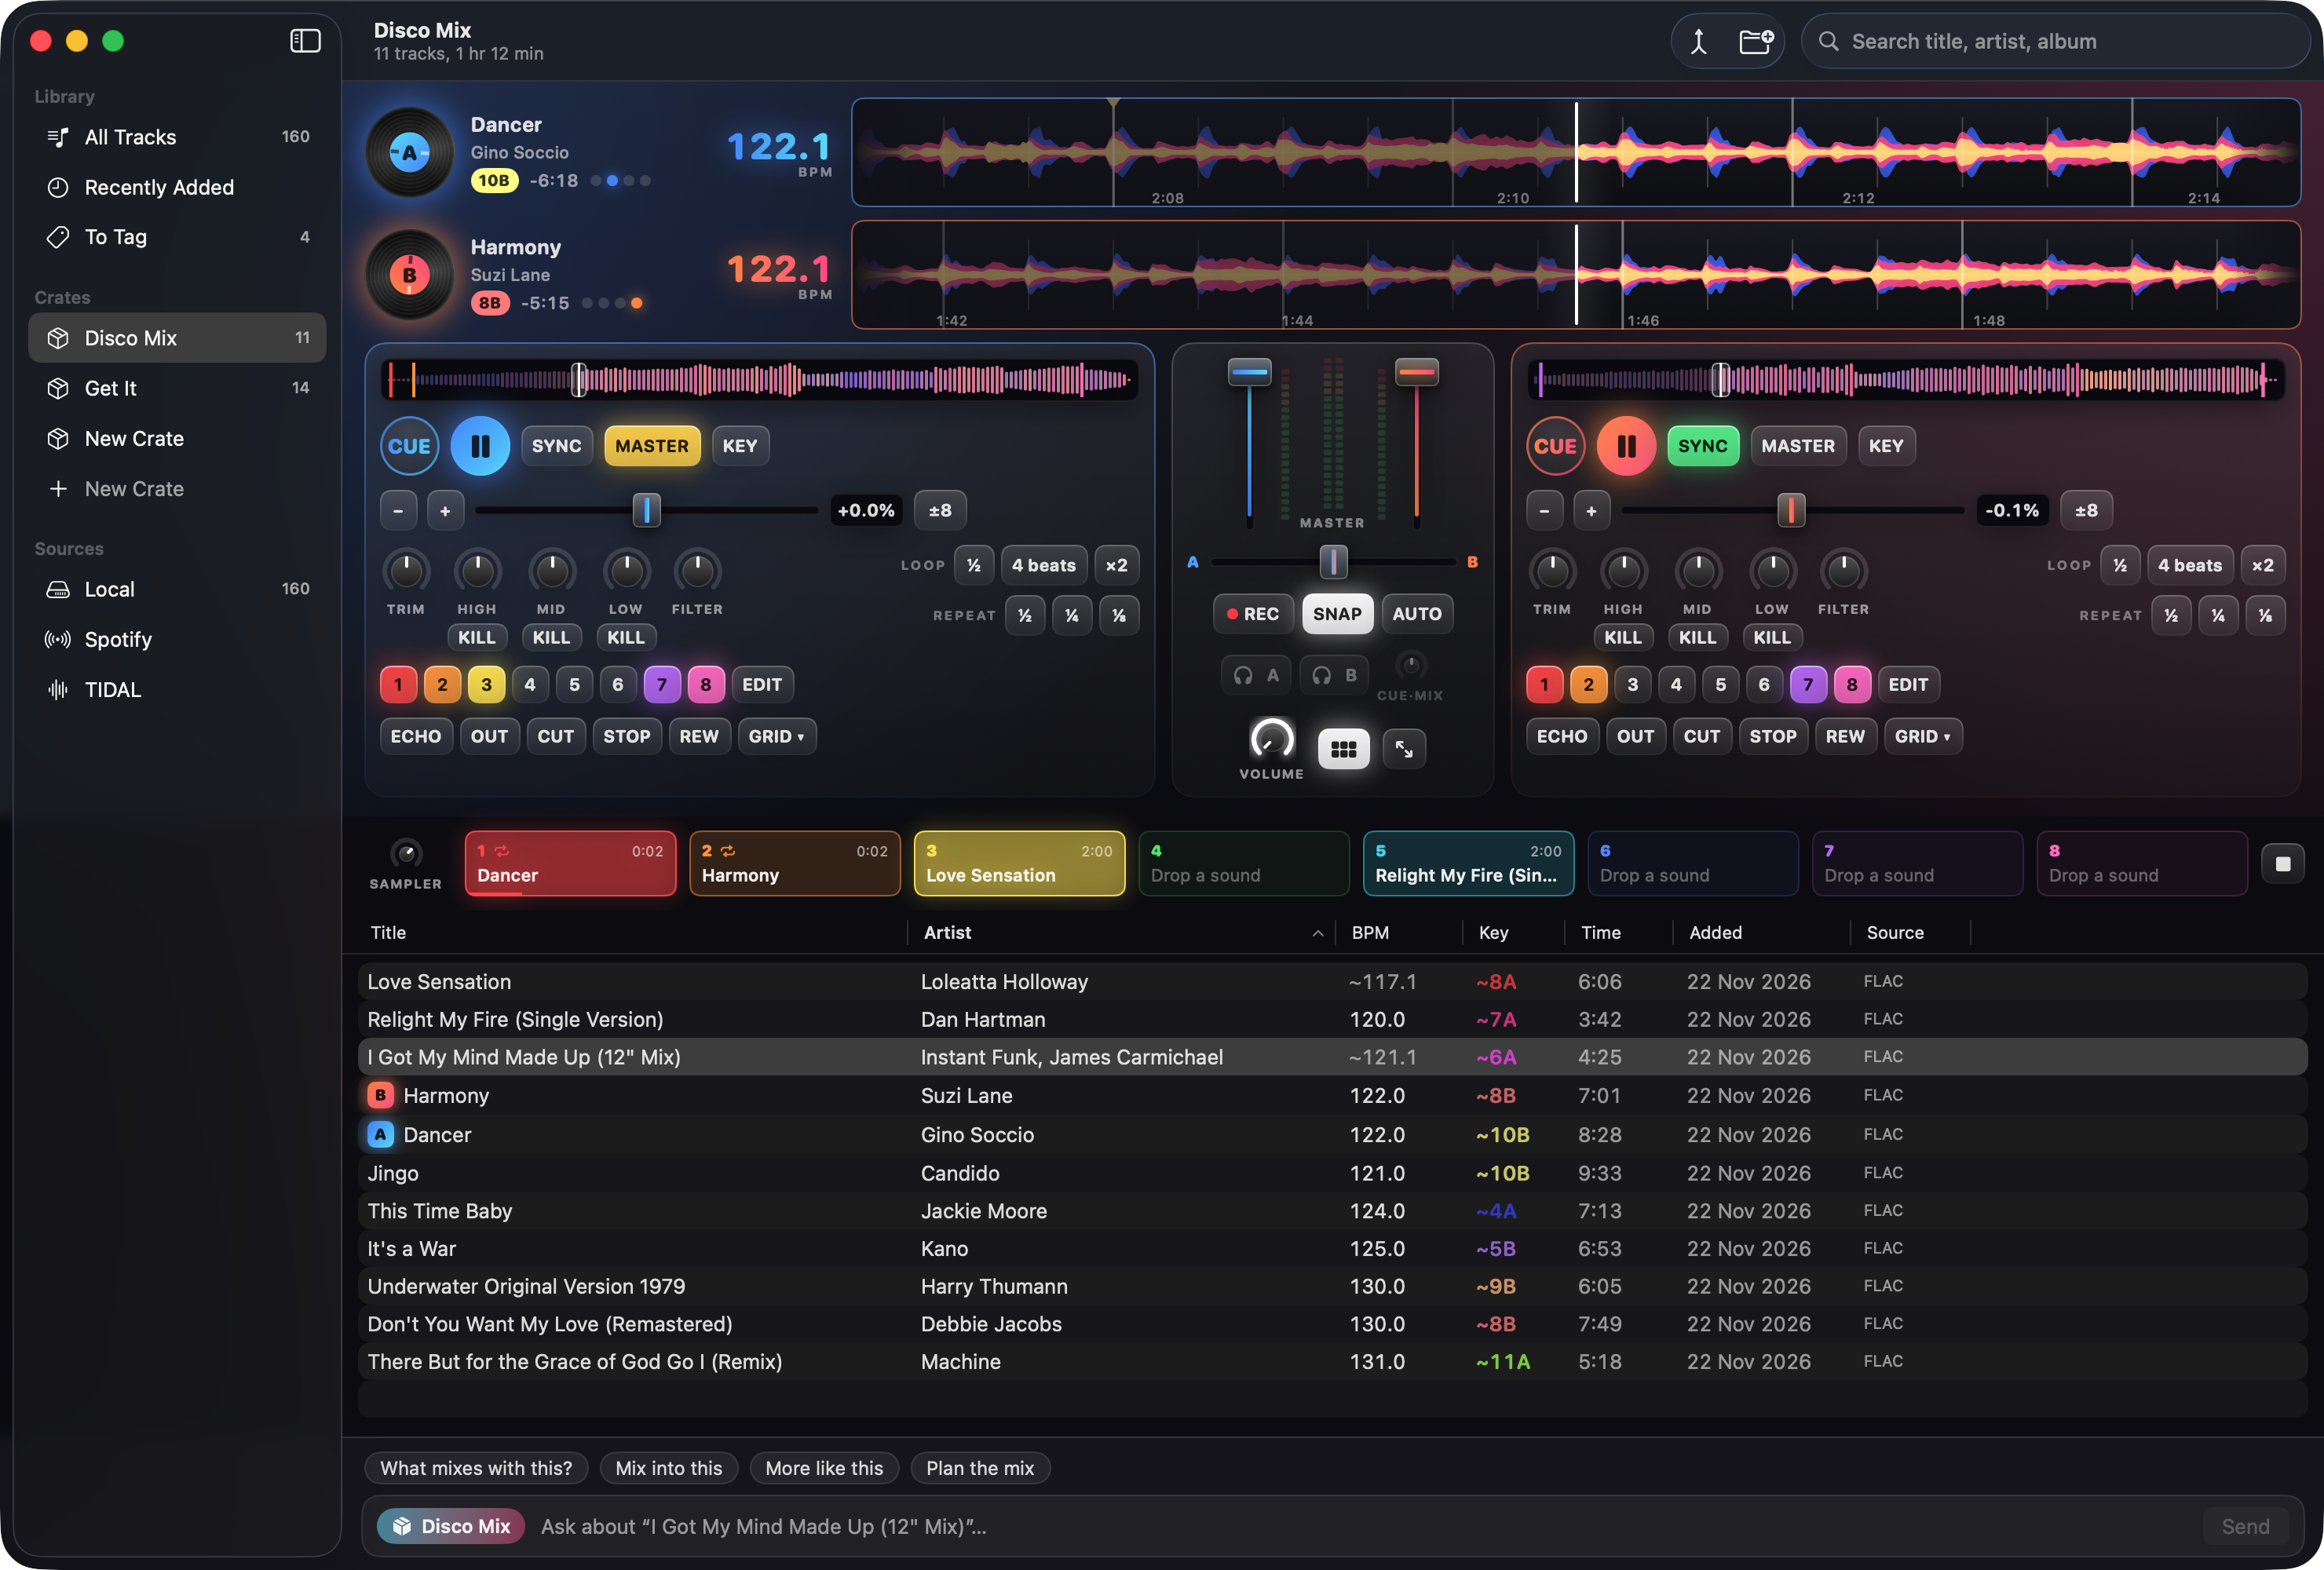 Disco Mix
11 tracks, 1 hr 12 min
Search title, artist, album
Library
All Tracks 160
Recently Added
To Tag 4
Crates
Disco Mix 11
Get It 14
New Crate
New Crate
Sources
Local 160
Spotify
TIDAL
A
Dancer
Gino Soccio
10B -6:18
122.1
BPM
2:08 2:10 2:12 2:14
B
Harmony
Suzi Lane
8B -5:15
122.1
BPM
1:42 1:44 1:46 1:48
CUE SYNC MASTER KEY
- + +0.0% ±8
LOOP ½ 4 beats ×2
TRIM HIGH MID LOW FILTER
REPEAT ½ ¼ ⅛
KILL KILL KILL
1 2 3 4 5 6 7 8 EDIT
ECHO OUT CUT STOP REW GRID ▾
MASTER
A B
REC SNAP AUTO
A B CUE·MIX
VOLUME
CUE SYNC MASTER KEY
- + -0.1% ±8
LOOP ½ 4 beats ×2
TRIM HIGH MID LOW FILTER
REPEAT ½ ¼ ⅛
KILL KILL KILL
1 2 3 4 5 6 7 8 EDIT
ECHO OUT CUT STOP REW GRID ▾
SAMPLER
1 0:02
Dancer
2 0:02
Harmony
3 2:00
Love Sensation
4
Drop a sound
5 2:00
Relight My Fire (Sin...
6
Drop a sound
7
Drop a sound
8
Drop a sound
Title Artist BPM Key Time Added Source
Love Sensation Loleatta Holloway ~117.1 ~8A 6:06 22 Nov 2026 FLAC
Relight My Fire (Single Version) Dan Hartman 120.0 ~7A 3:42 22 Nov 2026 FLAC
I Got My Mind Made Up (12" Mix) Instant Funk, James Carmichael ~121.1 ~6A 4:25 22 Nov 2026 FLAC
B Harmony Suzi Lane 122.0 ~8B 7:01 22 Nov 2026 FLAC
A Dancer Gino Soccio 122.0 ~10B 8:28 22 Nov 2026 FLAC
Jingo Candido 121.0 ~10B 9:33 22 Nov 2026 FLAC
This Time Baby Jackie Moore 124.0 ~4A 7:13 22 Nov 2026 FLAC
It's a War Kano 125.0 ~5B 6:53 22 Nov 2026 FLAC
Underwater Original Version 1979 Harry Thumann 130.0 ~9B 6:05 22 Nov 2026 FLAC
Don't You Want My Love (Remastered) Debbie Jacobs 130.0 ~8B 7:49 22 Nov 2026 FLAC
There But for the Grace of God Go I (Remix) Machine 131.0 ~11A 5:18 22 Nov 2026 FLAC
What mixes with this? Mix into this More like this Plan the mix
Disco Mix Ask about “I Got My Mind Made Up (12" Mix)”... Send